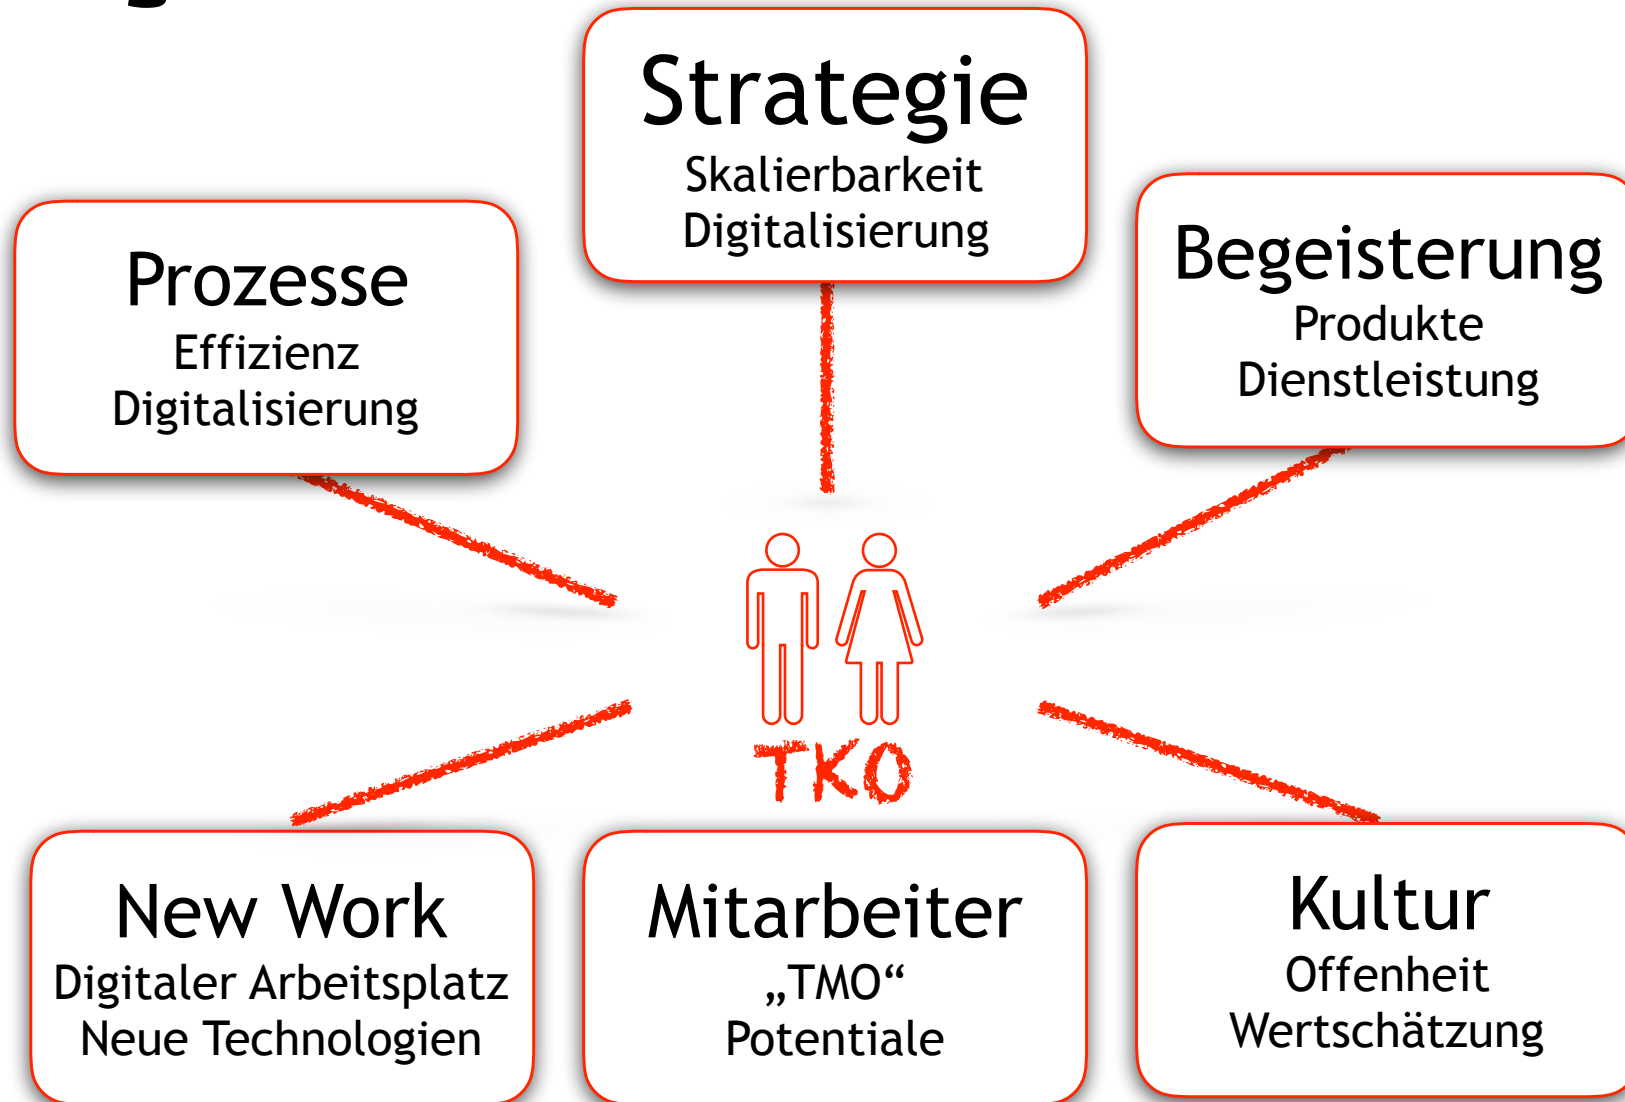 Strategie
Skalierbarkeit
Digitalisierung
Prozesse
Effizienz
Digitalisierung
Begeisterung
Produkte
Dienstleistung
TKO
New Work
Digitaler Arbeitsplatz
Neue Technologien
Mitarbeiter
„TMO“
Potentiale
Kultur
Offenheit
Wertschätzung